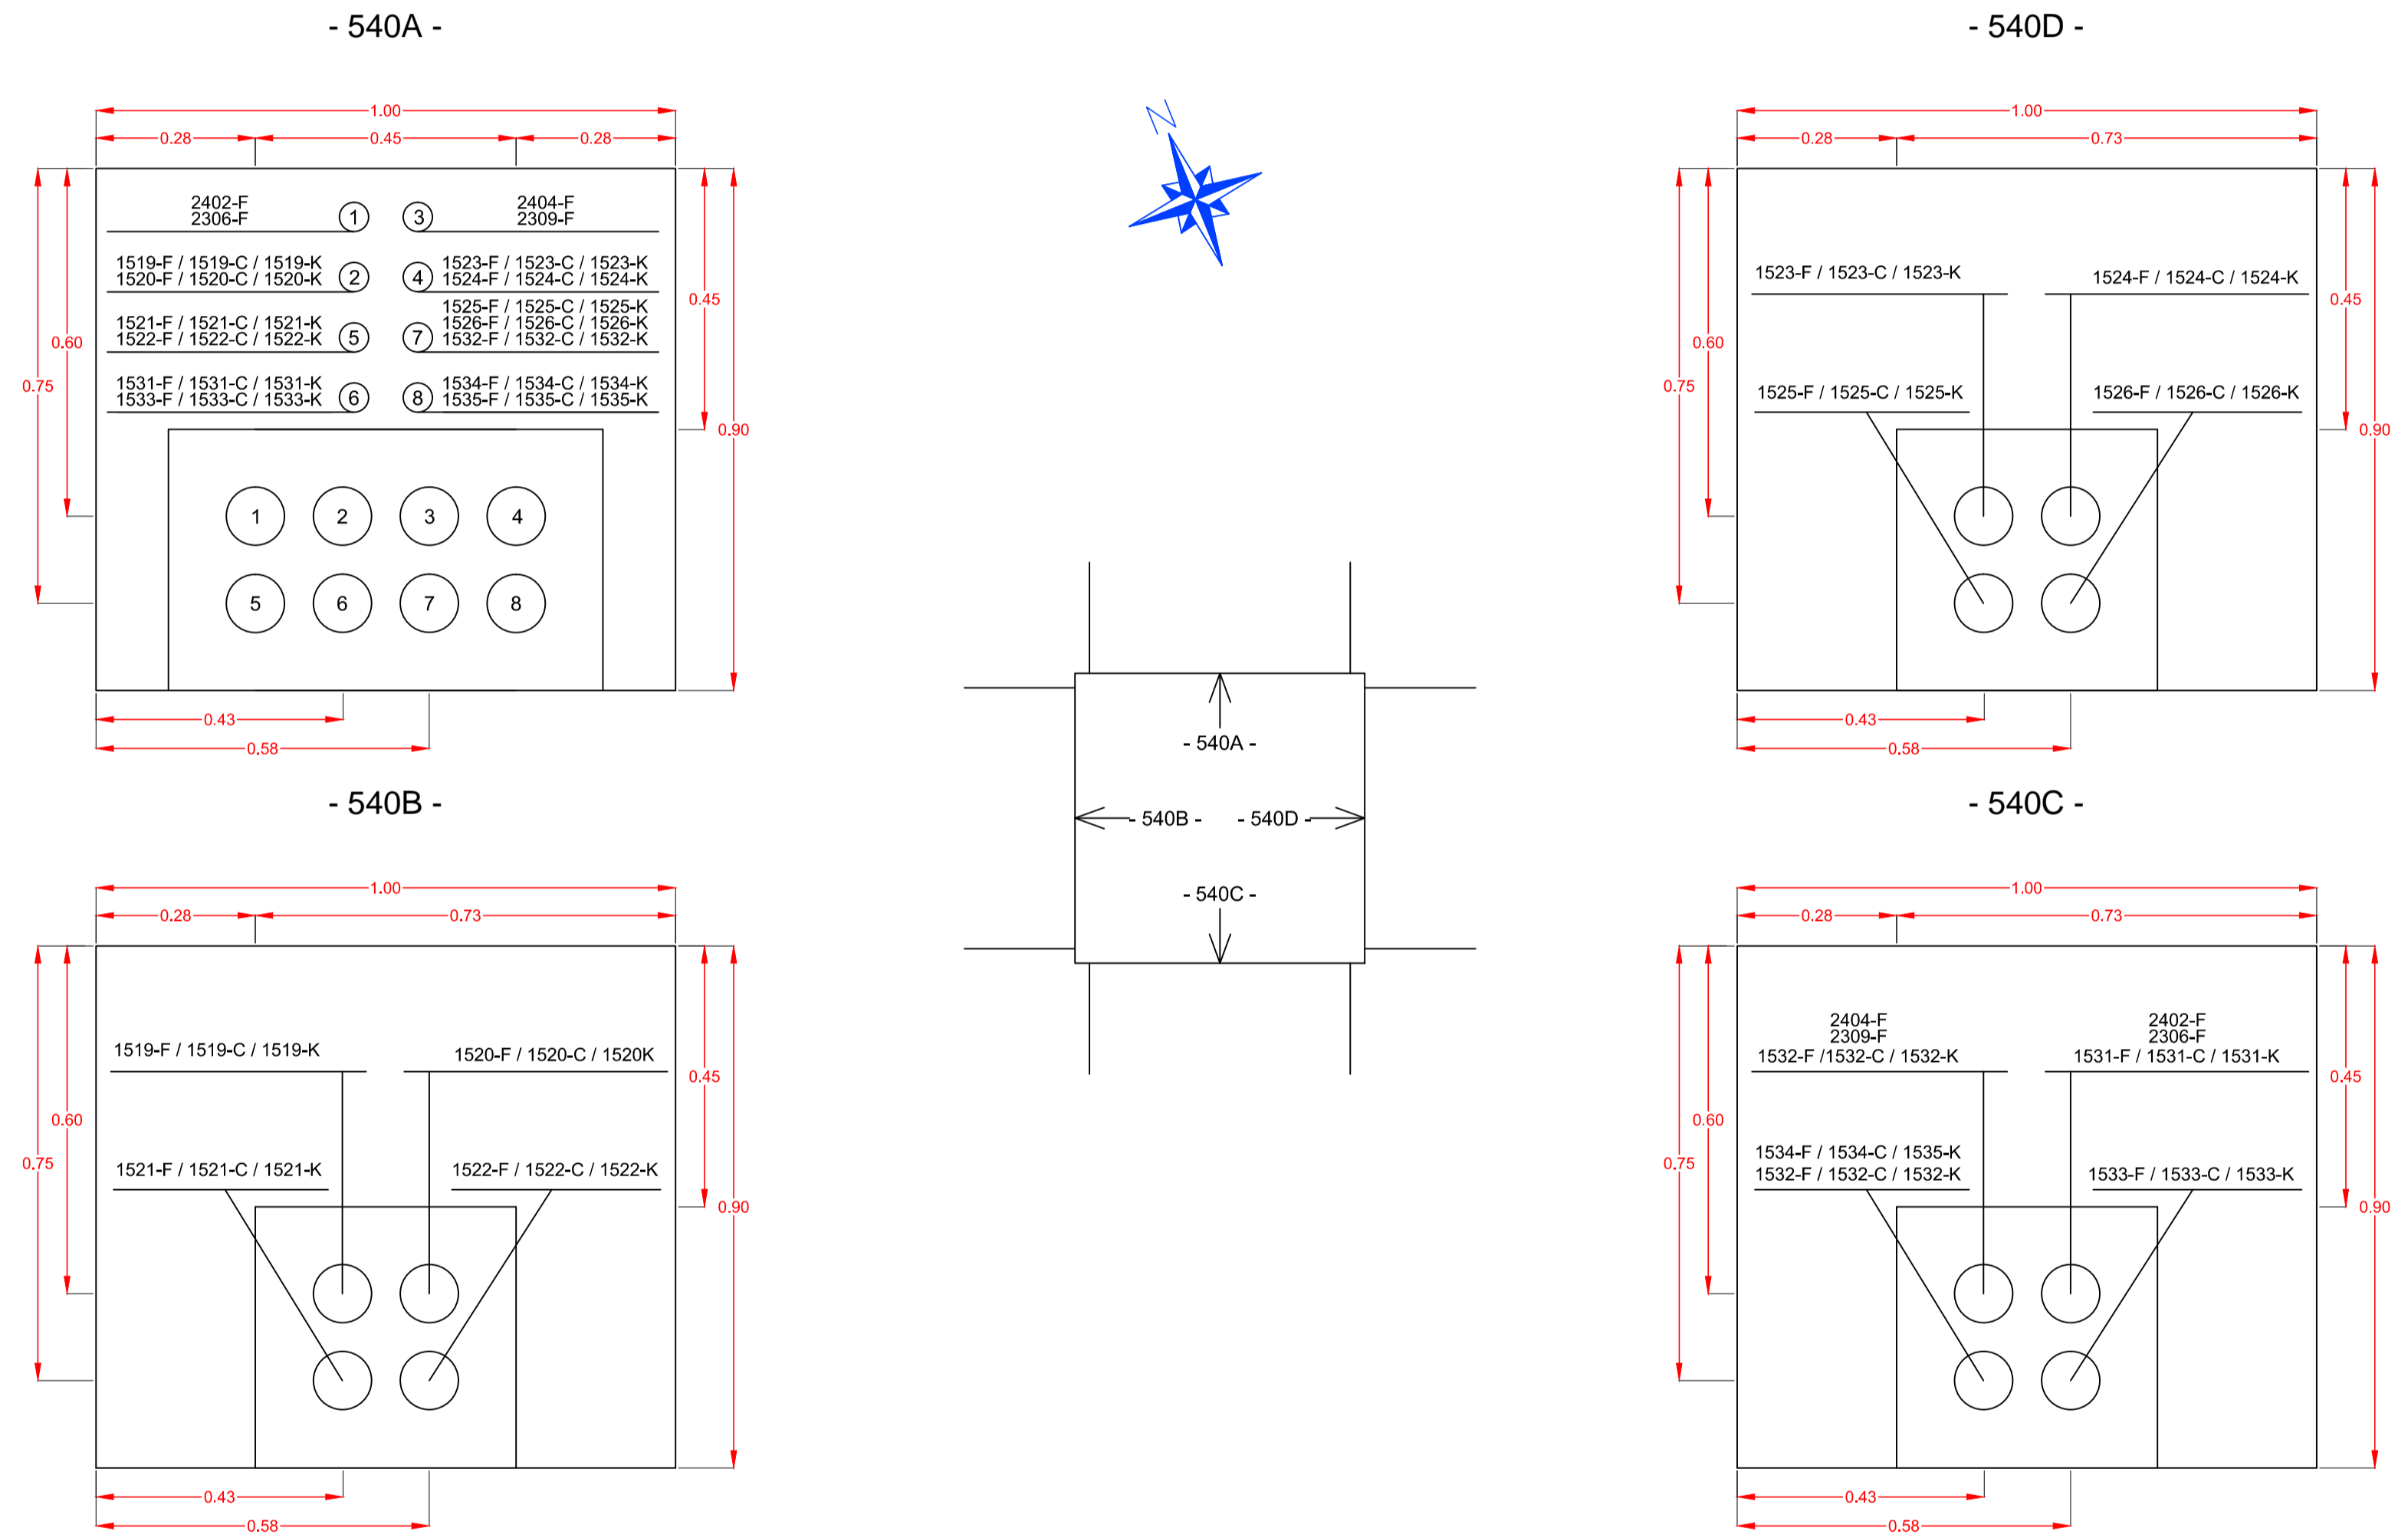 - 540A -
1.00
0.28
0.45
0.28
2402-F
2306-F
1
3
2404-F
2309-F
1519-F / 1519-C / 1519-K
1520-F / 1520-C / 1520-K
2
4
1523-F / 1523-C / 1523-K
1524-F / 1524-C / 1524-K
1521-F / 1521-C / 1521-K
1522-F / 1522-C / 1522-K
5
7
1525-F / 1525-C / 1525-K
1526-F / 1526-C / 1526-K
1532-F / 1532-C / 1532-K
1531-F / 1531-C / 1531-K
1533-F / 1533-C / 1533-K
6
8
1534-F / 1534-C / 1534-K
1535-F / 1535-C / 1535-K
0.60
0.75
0.45
0.90
1
2
3
4
5
6
7
8
0.43
0.58
N
- 540A -
- 540B -
- 540D -
- 540C -
- 540D -
1.00
0.28
0.73
1523-F / 1523-C / 1523-K
1524-F / 1524-C / 1524-K
1525-F / 1525-C / 1525-K
1526-F / 1526-C / 1526-K
0.60
0.75
0.45
0.90
0.43
0.58
- 540B -
1.00
0.28
0.73
1519-F / 1519-C / 1519-K
1520-F / 1520-C / 1520K
1521-F / 1521-C / 1521-K
1522-F / 1522-C / 1522-K
0.60
0.75
0.45
0.90
0.43
0.58
- 540C -
1.00
0.28
0.73
2404-F
2309-F
1532-F /1532-C / 1532-K
2402-F
2306-F
1531-F / 1531-C / 1531-K
1534-F / 1534-C / 1535-K
1532-F / 1532-C / 1532-K
1533-F / 1533-C / 1533-K
0.60
0.75
0.45
0.90
0.43
0.58